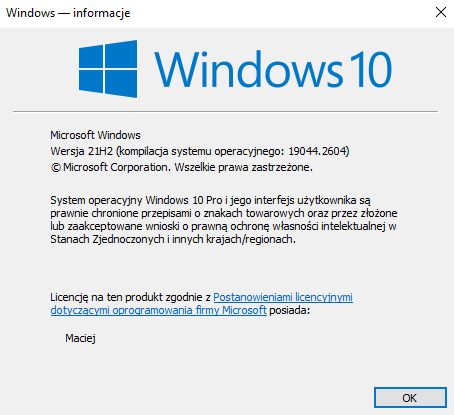 Windows — informacje
Windows 10
Microsoft Windows
Wersja 21H2 (kompilacja systemu operacyjnego: 19044.2604)
© Microsoft Corporation. Wszelkie prawa zastrzeżone.
System operacyjny Windows 10 Pro i jego interfejs użytkownika są
prawnie chronione przepisami o znakach towarowych oraz przez złożone
lub zaakceptowane wnioski o prawną ochronę własności intelektualnej w
Stanach Zjednoczonych i innych krajach/regionach.
Licencję na ten produkt zgodnie z Postanowieniami licencyjnymi
dotyczącymi oprogramowania firmy Microsoft posiada:
Maciej
OK